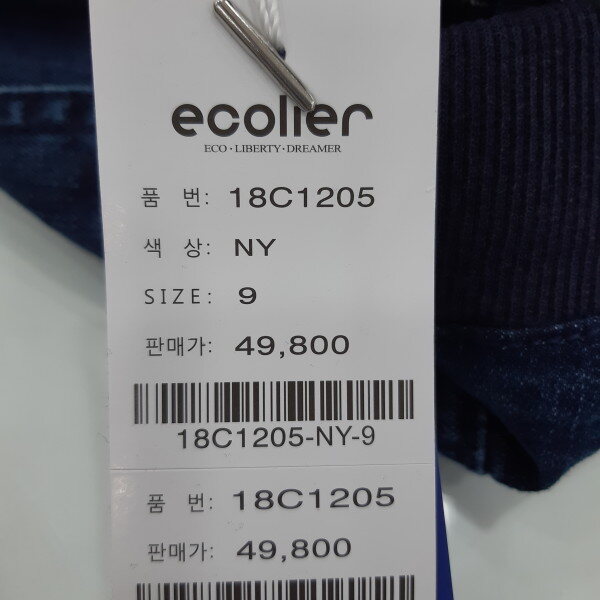 ecolier
ECO·LIBERTY·DREAMER
품 번: 18C1205
색 상: NY
SIZE: 9
판매가: 49,800
18C1205-NY-9
품 번: 18C1205
판매가: 49,800